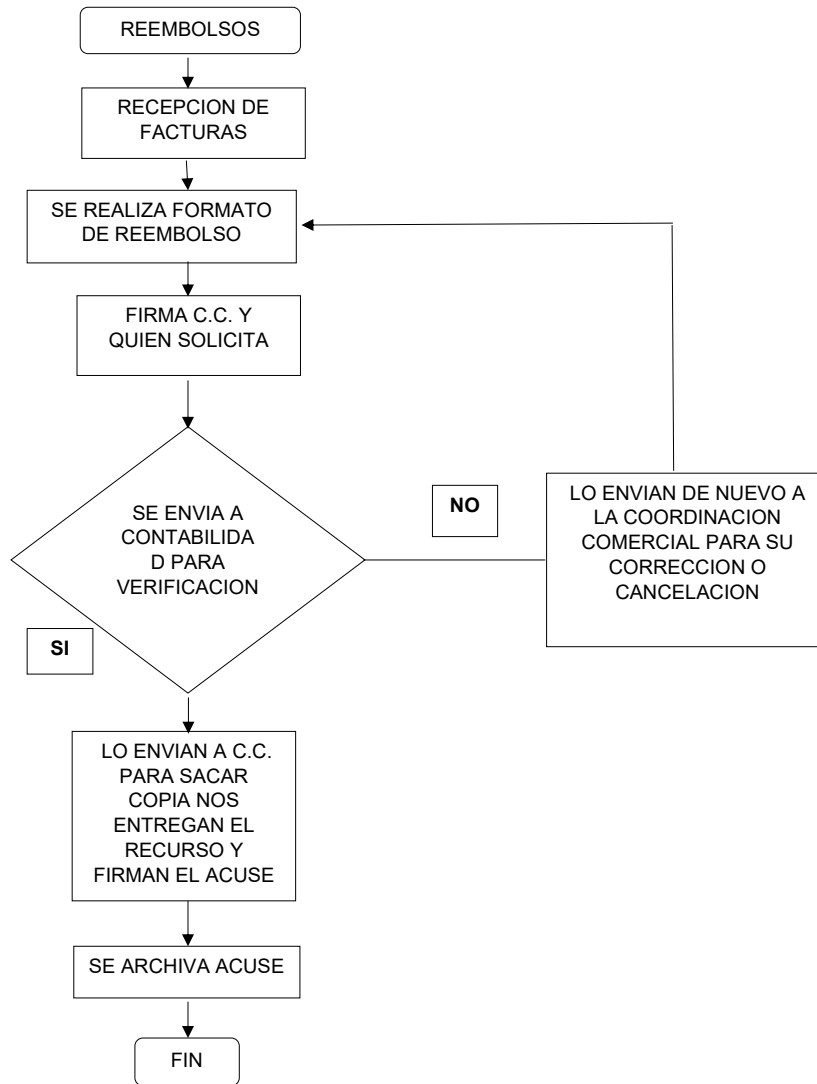 REEMBOLSOS
RECEPCION DE
FACTURAS
SE REALIZA FORMATO
DE REEMBOLSO
FIRMA C.C. Y
QUIEN SOLICITA
SE ENVIA A
CONTABILIDA
D PARA
VERIFICACION
NO
LO ENVIAN DE NUEVO A
LA COORDINACION
COMERCIAL PARA SU
CORRECCION O
CANCELACION
SI
LO ENVIAN A C.C.
PARA SACAR
COPIA NOS
ENTREGAN EL
RECURSO Y
FIRMAN EL ACUSE
SE ARCHIVA ACUSE
FIN